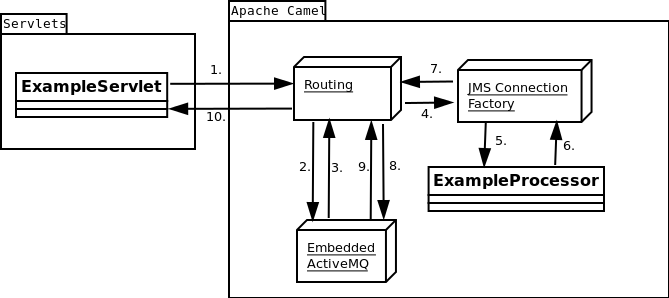 Servlets
Apache Camel
ExampleServlet
1.
10.
Routing
7.
4.
JMS Connection
Factory
5.
6.
ExampleProcessor
2.
3.
9.
8.
Embedded
ActiveMQ